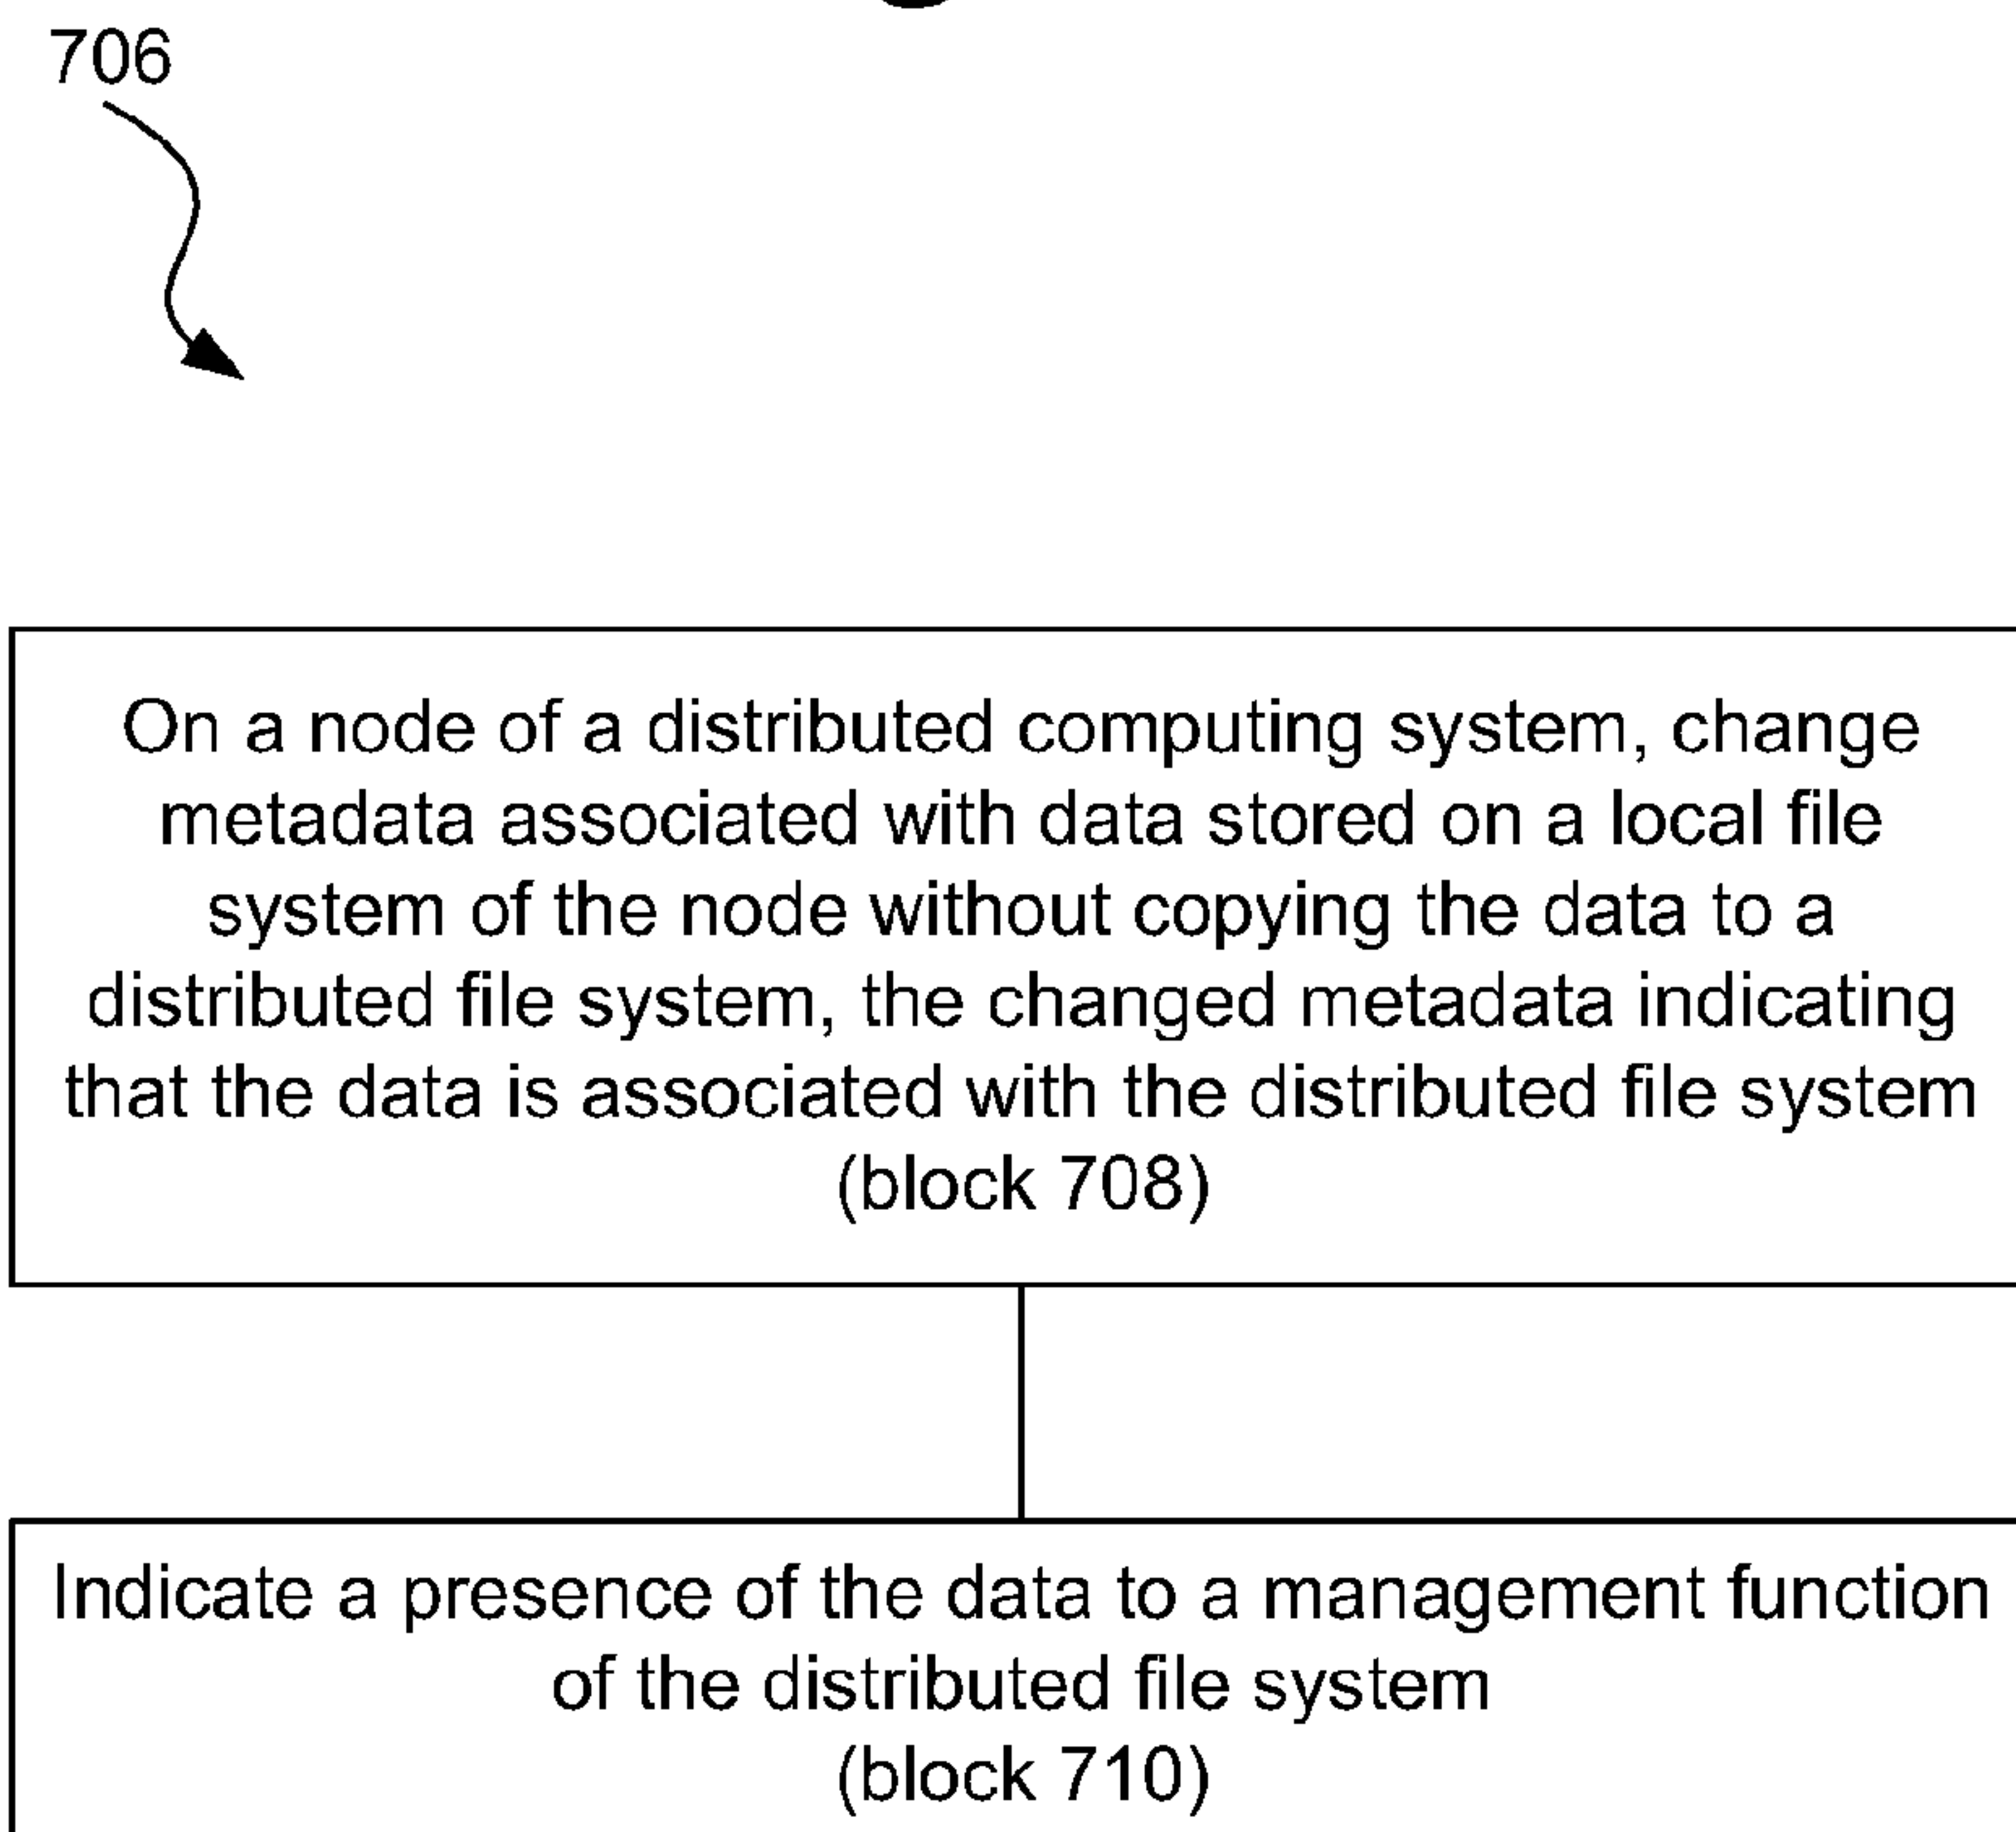 706
On a node of a distributed computing system, change
metadata associated with data stored on a local file
system of the node without copying the data to a
distributed file system, the changed metadata indicating
that the data is associated with the distributed file system
(block 708)
Indicate a presence of the data to a management function
of the distributed file system
(block 710)